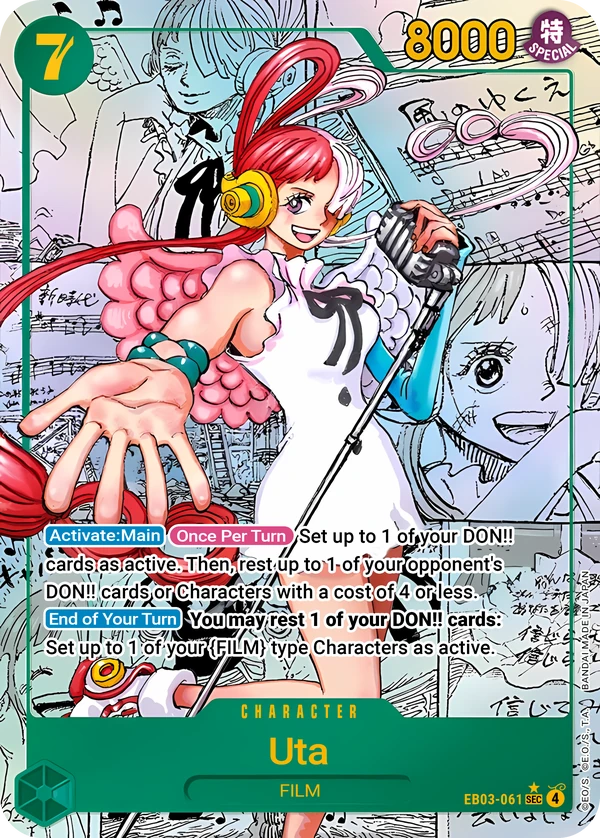 7
8000
特
SPECIAL
風のゆくえ
新時代
Activate:Main Once Per Turn Set up to 1 of your DON!!
cards as active. Then, rest up to 1 of your opponent's
DON!! cards or Characters with a cost of 4 or less.
End of Your Turn You may rest 1 of your DON!! cards:
Set up to 1 of your {FILM} type Characters as active.
CHARACTER
Uta
FILM
EB03-061 SEC 4
©E.O/S. ©E.O./S.,T.A. BANDAI MADE IN JAPAN